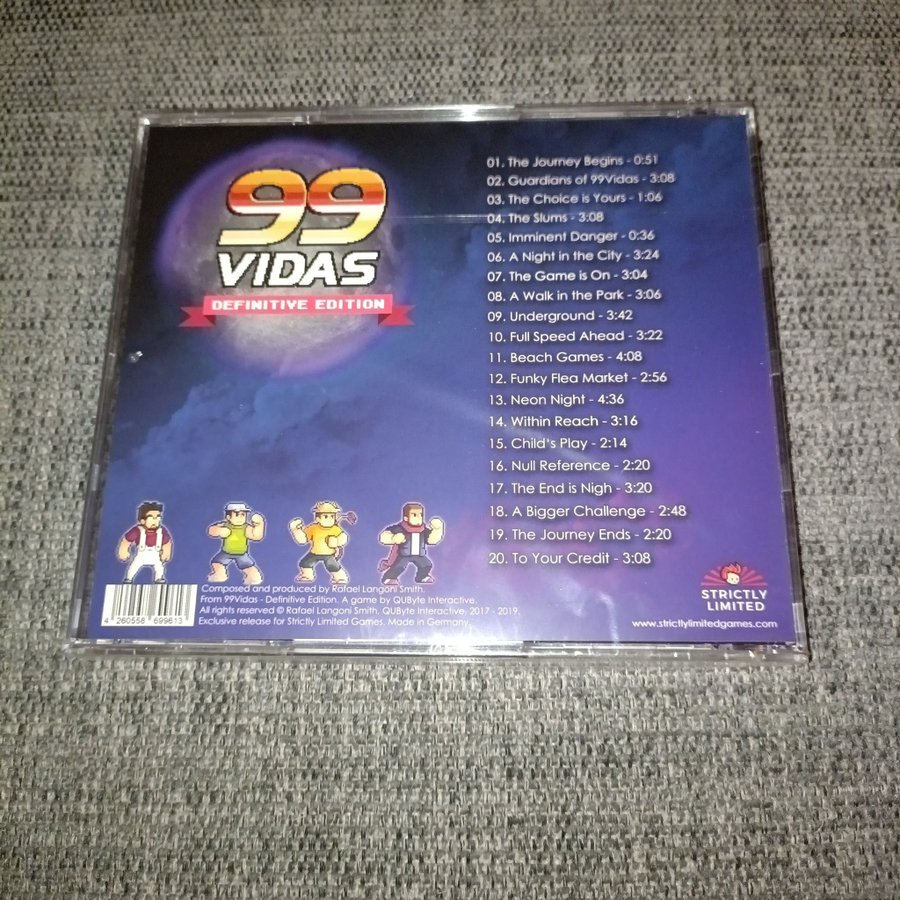 99
VIDAS
DEFINITIVE EDITION
01. The Journey Begins - 0:51
02. Guardians of 99Vidas - 3:08
03. The Choice is Yours - 1:06
04. The Slums - 3:08
05. Imminent Danger - 0:36
06. A Night in the City - 3:24
07. The Game is On - 3:04
08. A Walk in the Park - 3:06
09. Underground - 3:42
10. Full Speed Ahead - 3:22
11. Beach Games - 4:08
12. Funky Flea Market - 2:56
13. Neon Night - 4:36
14. Within Reach - 3:16
15. Child's Play - 2:14
16. Null Reference - 2:20
17. The End is Nigh - 3:20
18. A Bigger Challenge - 2:48
19. The Journey Ends - 2:20
20. To Your Credit - 3:08
Composed and produced by Rafael Langoni Smith.
From 99Vidas - Definitive Edition. A game by QUByte Interactive.
All rights reserved © Rafael Langoni Smith. QUByte Interactive, 2017 - 2019.
Exclusive release for Strictly Limited Games. Made in Germany.
4 260558 699613
STRICTLY
LIMITED
www.strictlylimitedgames.com